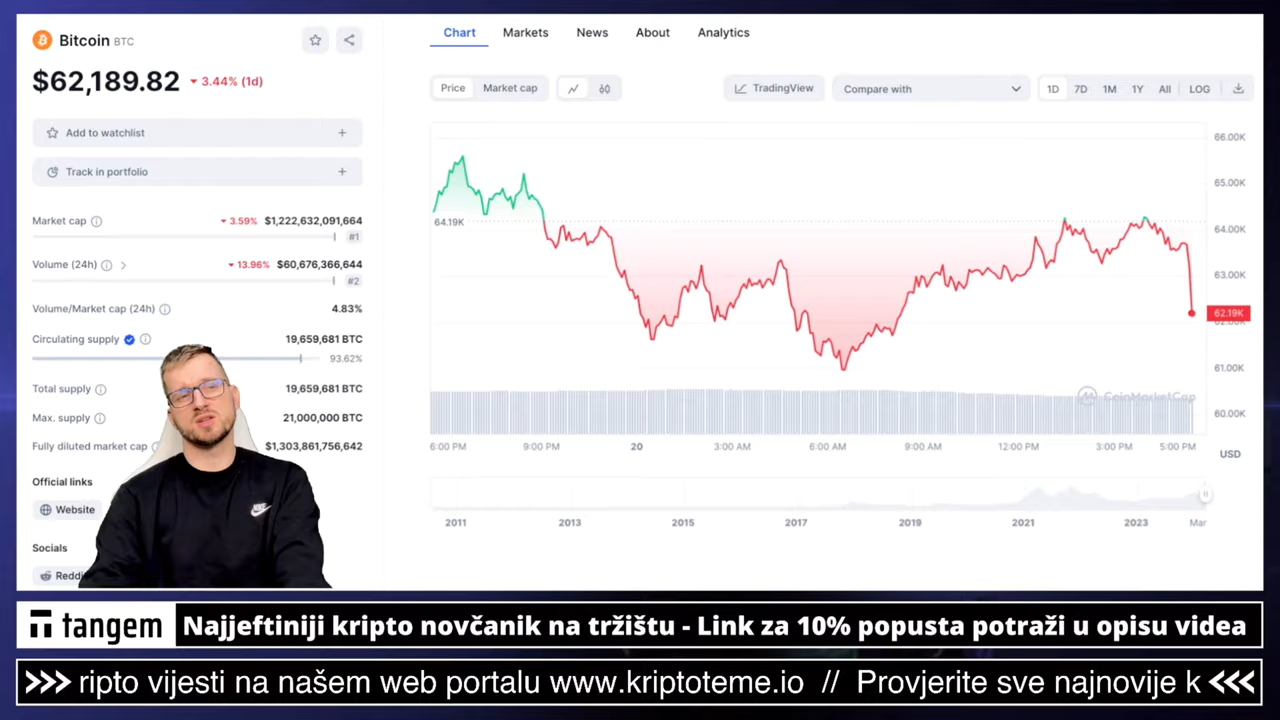 Bitcoin BTC
$62,189.82 3.44% (1d)
Add to watchlist
Track in portfolio
Market cap 3.59% $1,222,632,091,664
#1
Volume (24h) 13.96% $60,676,366,644
#2
Volume/Market cap (24h) 4.83%
Circulating supply 19,659,681 BTC
93.62%
Total supply 19,659,681 BTC
Max. supply 21,000,000 BTC
Fully diluted market cap $1,303,861,756,642
Official links
Website
Socials
Reddi
Chart Markets News About Analytics
Price Market cap TradingView Compare with 1D 7D 1M 1Y All LOG
66.00K
65.00K
64.19K
64.00K
63.00K
62.19K
62.00K
61.00K
CoinMarketCap
60.00K
6:00 PM 9:00 PM 20 3:00 AM 6:00 AM 9:00 AM 12:00 PM 3:00 PM 5:00 PM
USD
2011 2013 2015 2017 2019 2021 2023 Mar
NIKE
tangem Najjeftiniji kripto novčanik na tržištu - Link za 10% popusta potraži u opisu videa
>>> ripto vijesti na našem web portalu www.kriptoteme.io // Provjerite sve najnovije k <<<